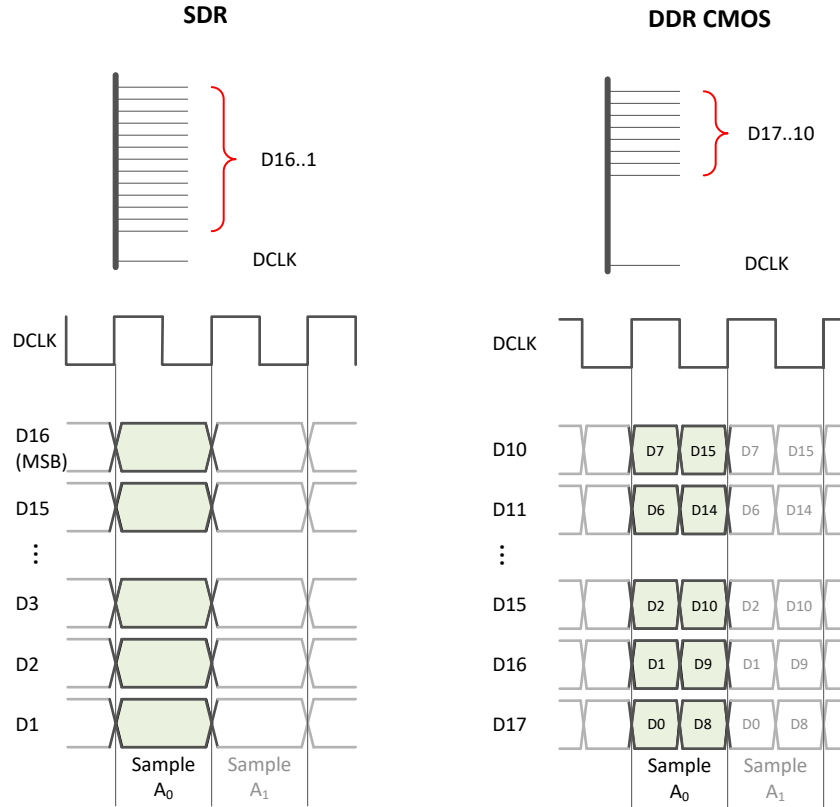 SDR
DDR CMOS
D16..1
D17..10
DCLK
DCLK
DCLK
DCLK
D16
(MSB)
D15
⋮
D3
D2
D1
Sample
A₀
Sample
A₁
D10
D7 D15 D7 D15
D11
D6 D14 D6 D14
⋮
D15
D2 D10 D2 D10
D16
D1 D9 D1 D9
D17
D0 D8 D0 D8
Sample
A₀
Sample
A₁